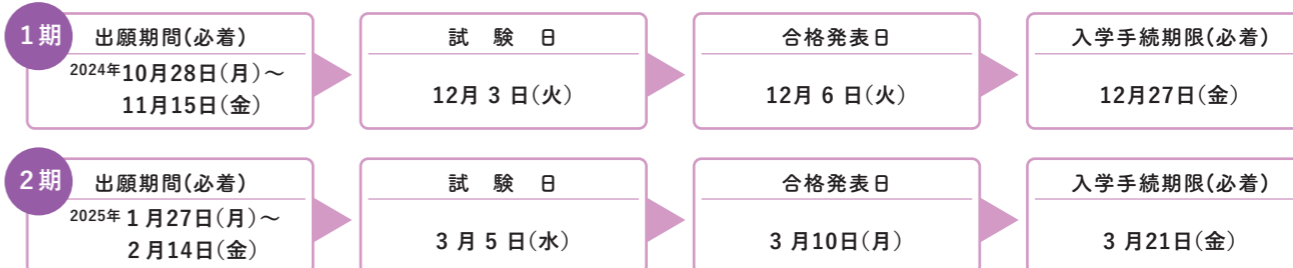 1期
出願期間(必着)
2024年10月28日(月)～
11月15日(金)
試 験 日
12月 3 日(火)
合格発表日
12月 6 日(火)
入学手続期限(必着)
12月27日(金)
2期
出願期間(必着)
2025年 1月27日(月)～
2月14日(金)
試 験 日
3月 5 日(水)
合格発表日
3月10日(月)
入学手続期限(必着)
3月21日(金)